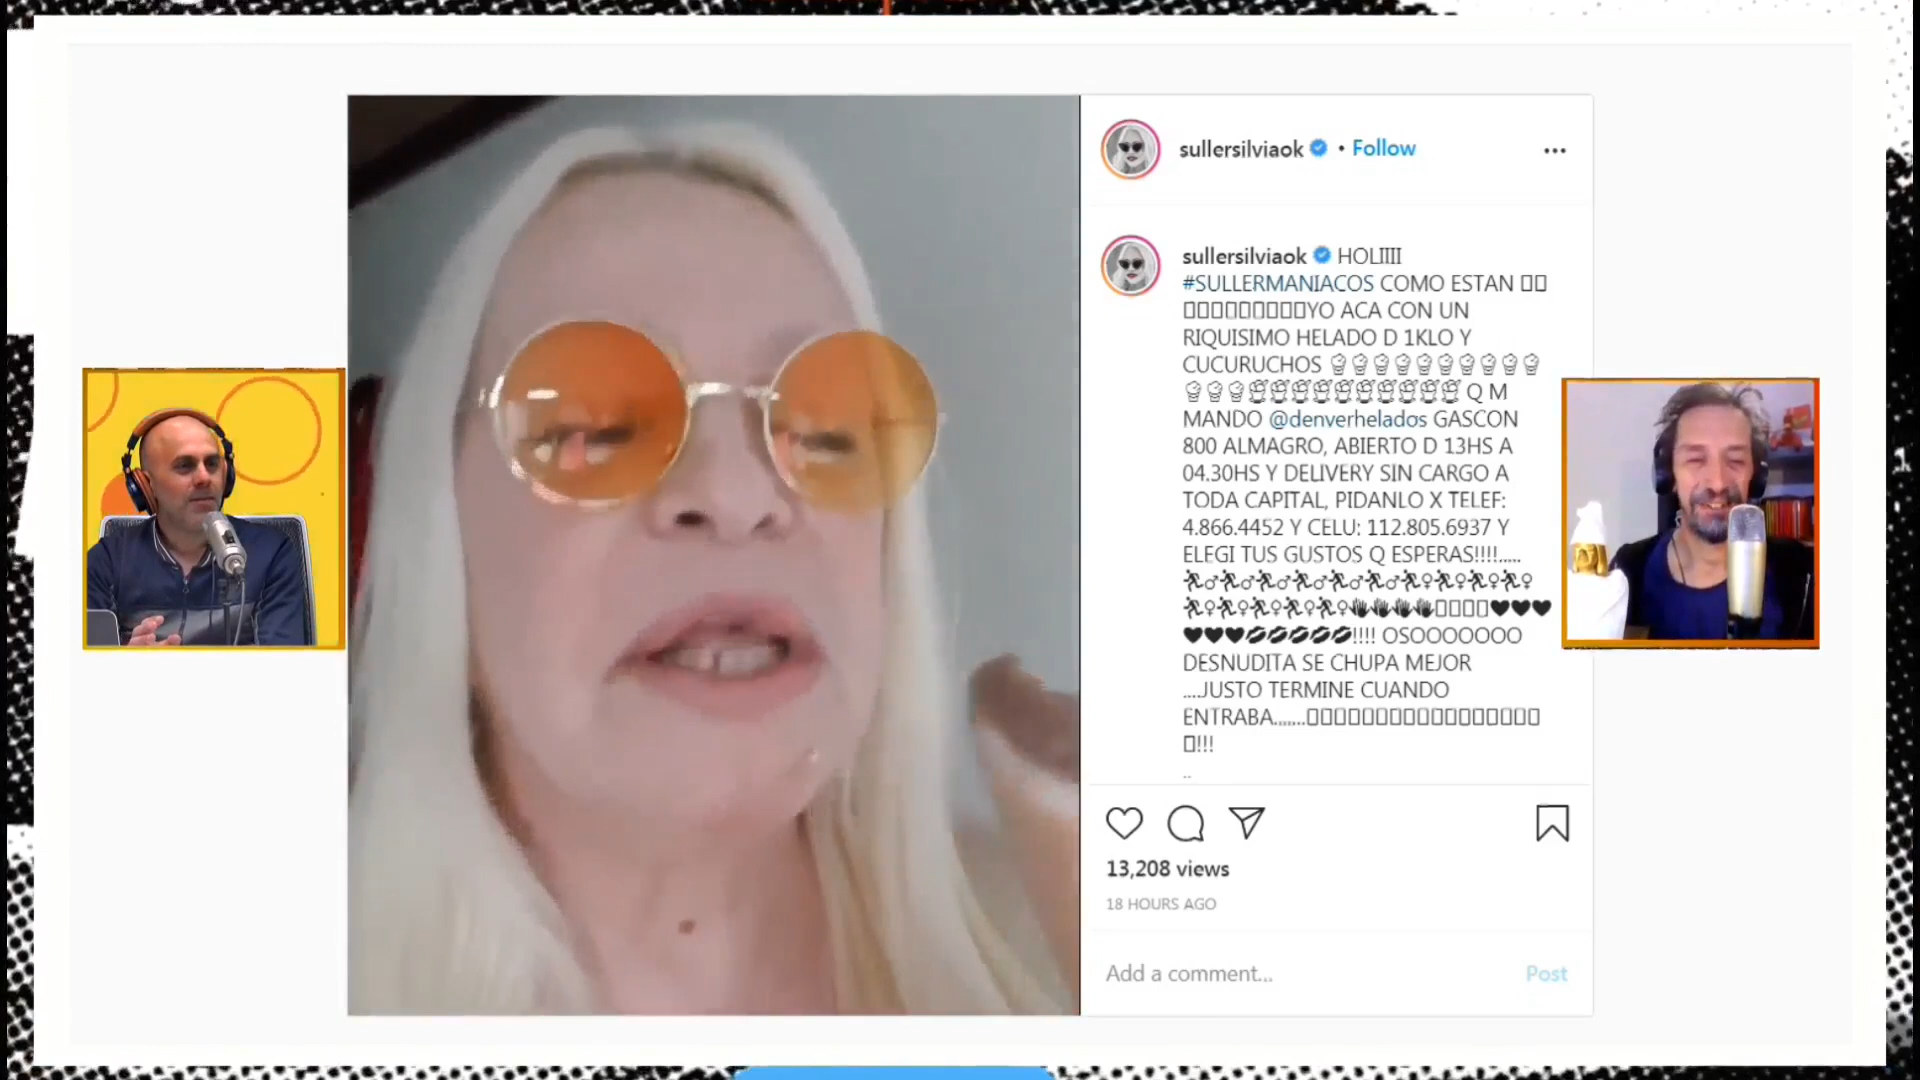 sullersilviaok • Follow
sullersilviaok HOLIIII
#SULLERMANIACOS COMO ESTAN
YO ACA CON UN
RIQUISIMO HELADO D 1KLO Y
CUCURUCHOS
Q M
MANDO @denverhelados GASCON
800 ALMAGRO, ABIERTO D 13HS A
04.30HS Y DELIVERY SIN CARGO A
TODA CAPITAL, PIDANLO X TELEF:
4.866.4452 Y CELU: 112.805.6937 Y
ELEGI TUS GUSTOS Q ESPERAS!!!!.....
!!!! OSOOOOOOO
DESNUDITA SE CHUPA MEJOR
....JUSTO TERMINE CUANDO
ENTRABA.......
!!!
..
13,208 views
18 HOURS AGO
Add a comment... Post